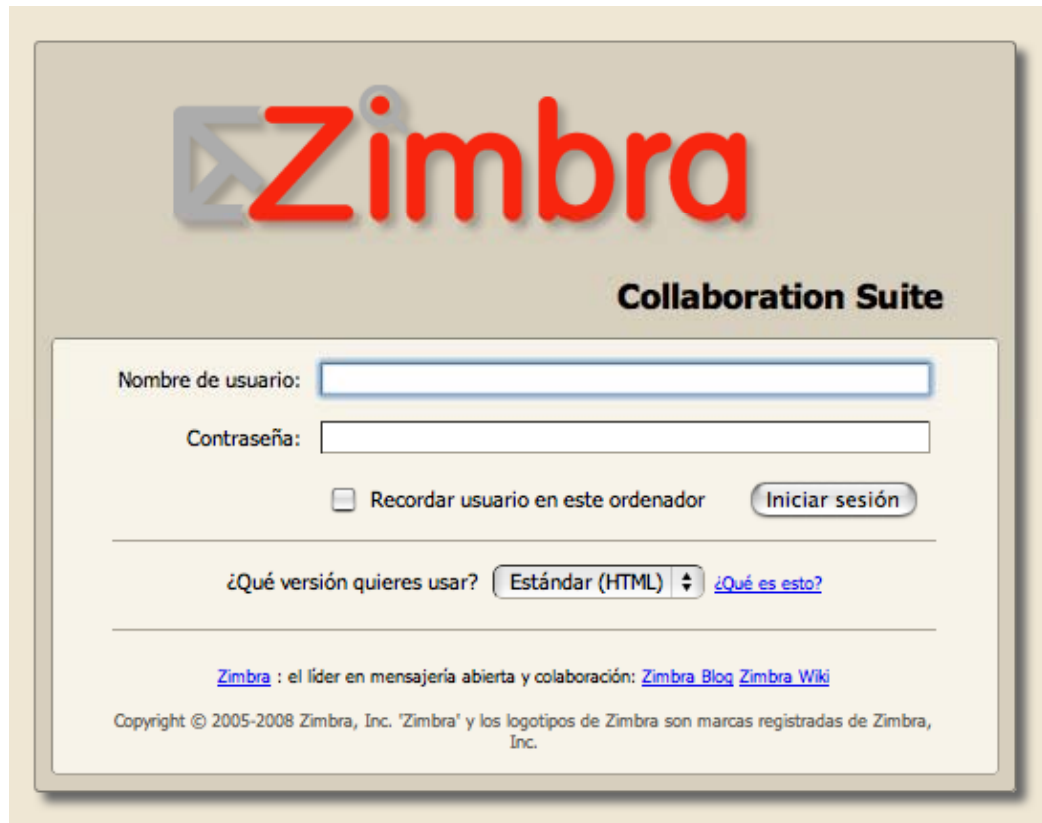 Zimbra
Collaboration Suite
Nombre de usuario:
Contraseña:
Recordar usuario en este ordenador Iniciar sesión
¿Qué versión quieres usar? Estándar (HTML) ¿Qué es esto?
Zimbra : el líder en mensajería abierta y colaboración: Zimbra Blog Zimbra Wiki
Copyright © 2005-2008 Zimbra, Inc. 'Zimbra' y los logotipos de Zimbra son marcas registradas de Zimbra,
Inc.